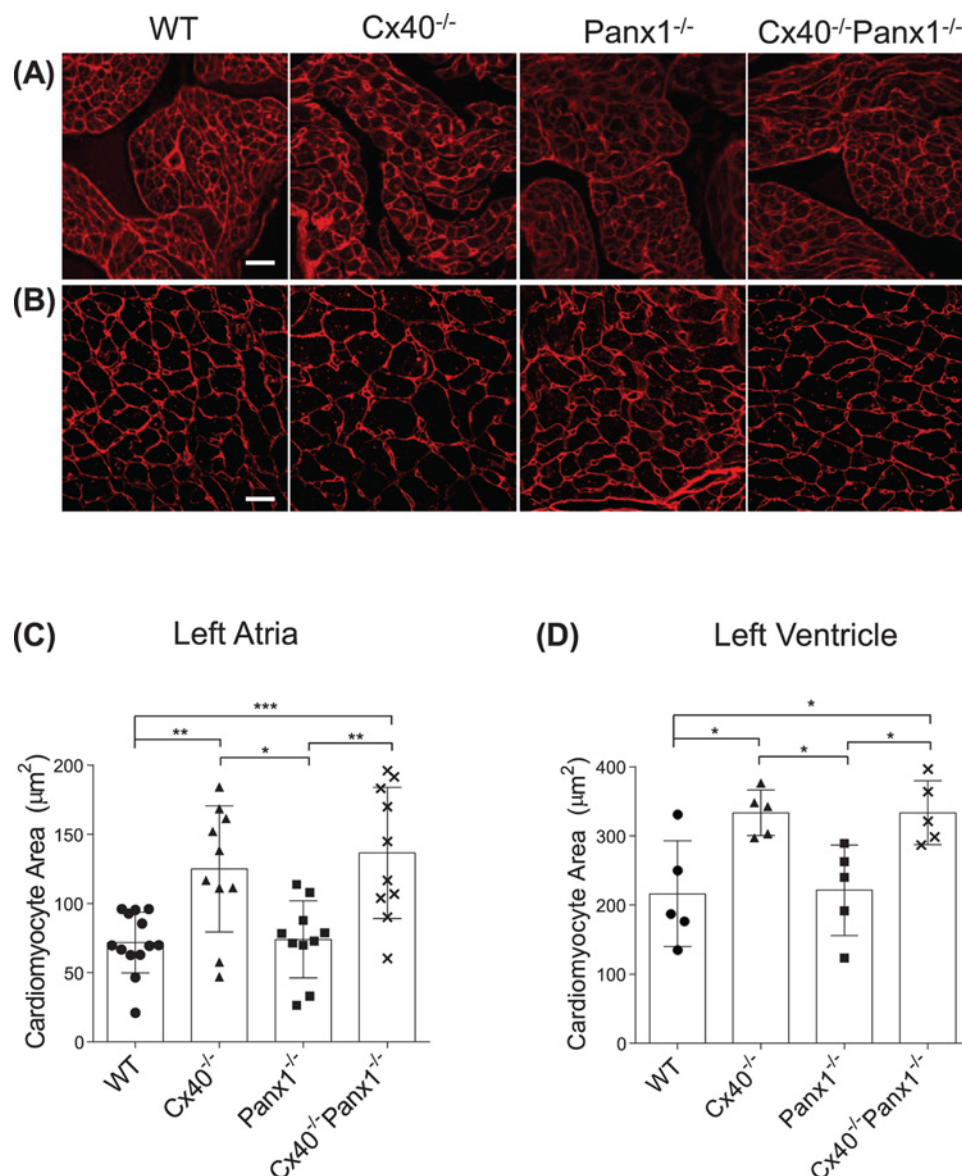 WT Cx40⁻/⁻ Panx1⁻/⁻ Cx40⁻/⁻Panx1⁻/⁻
(A)
(B)
(C) Left Atria
***
** * **
Cardiomyocyte Area (μm²)
200
150
100
50
0
WT Cx40⁻/⁻ Panx1⁻/⁻ Cx40⁻/⁻Panx1⁻/⁻
(D) Left Ventricle
*
* * *
Cardiomyocyte Area (μm²)
400
300
200
100
0
WT Cx40⁻/⁻ Panx1⁻/⁻ Cx40⁻/⁻Panx1⁻/⁻